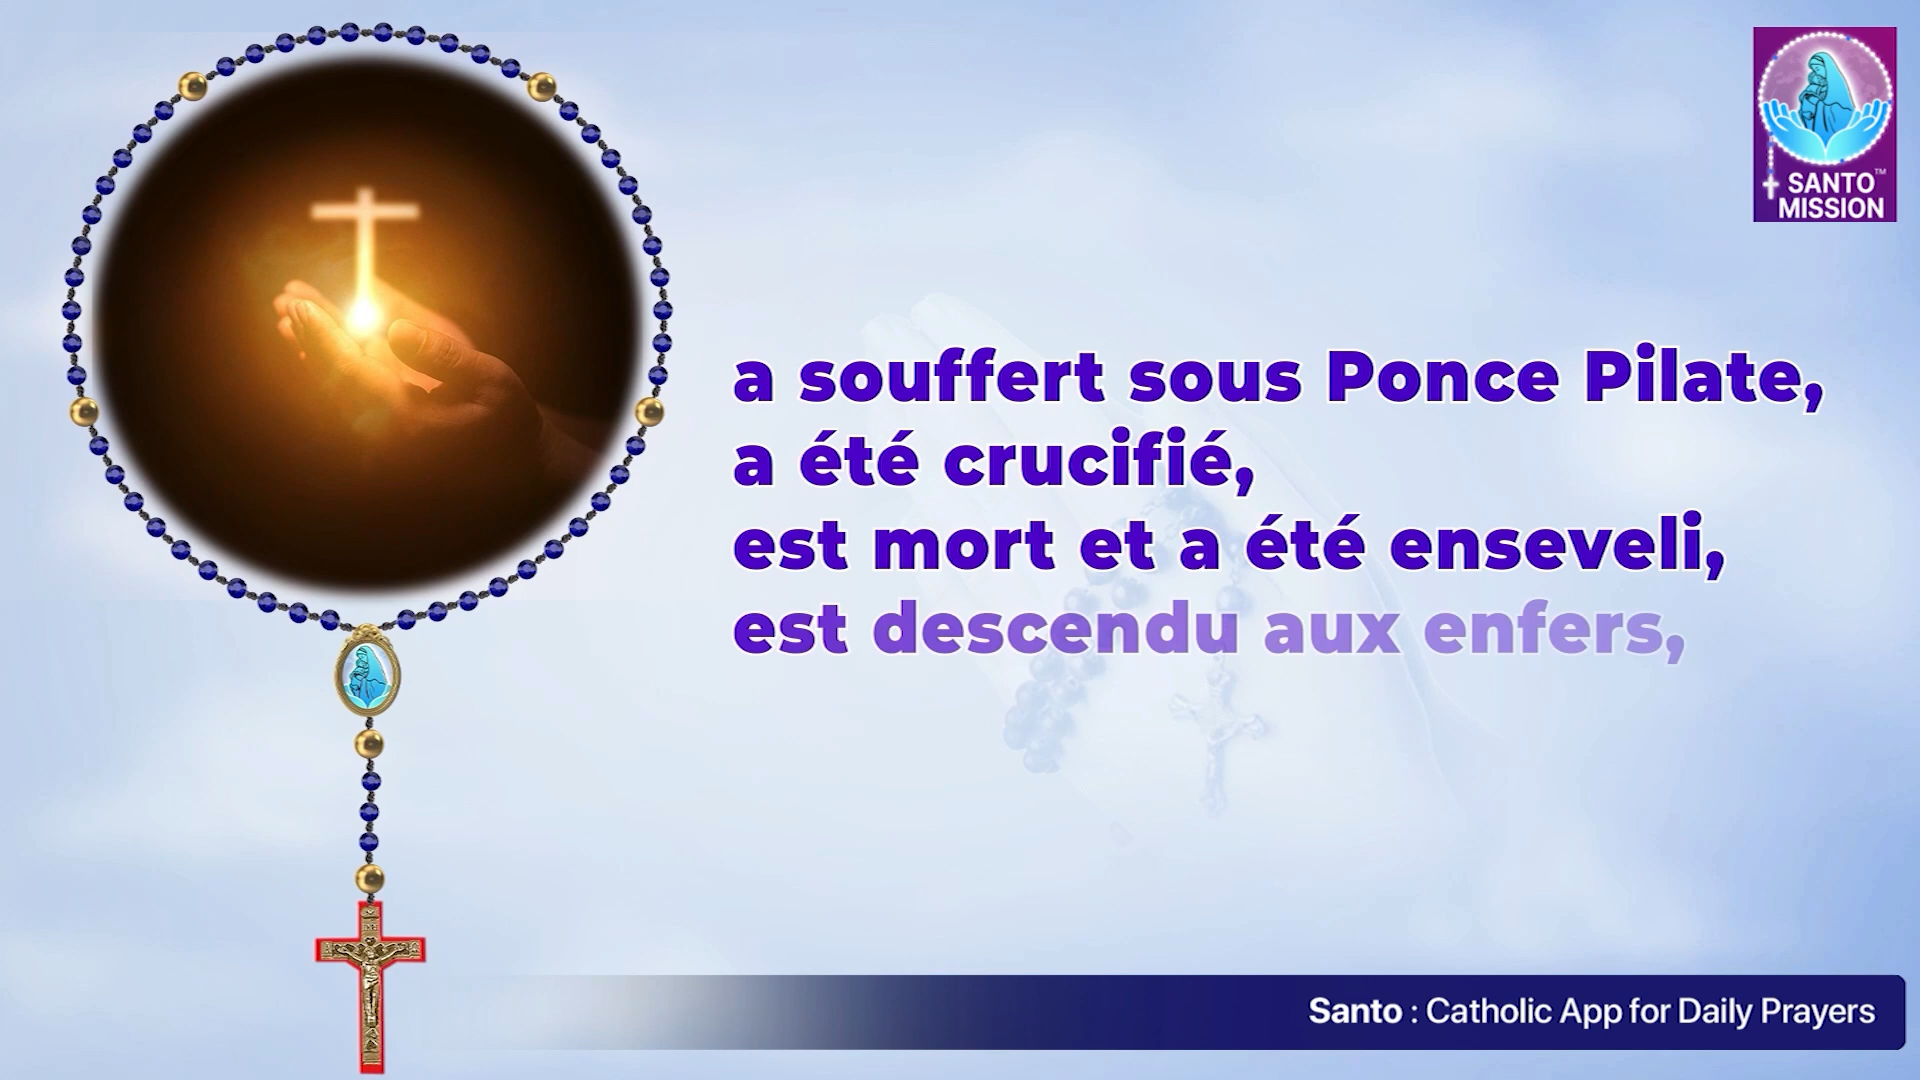 SANTO™
MISSION
a souffert sous Ponce Pilate,
a été crucifié,
est mort et a été enseveli,
est descendu aux enfers,
Santo : Catholic App for Daily Prayers